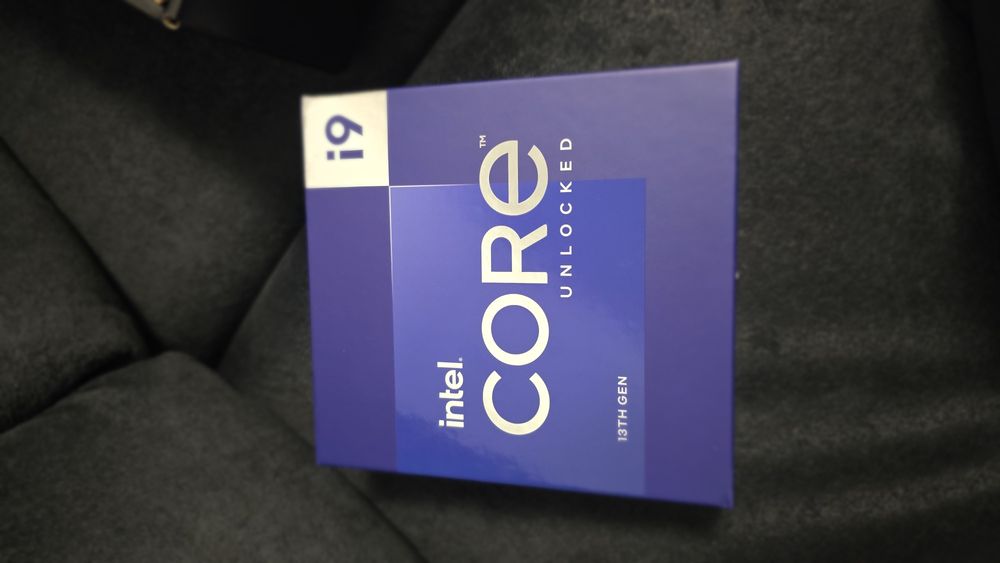 i9
intel.
CORe™
UNLOCKED
13TH GEN